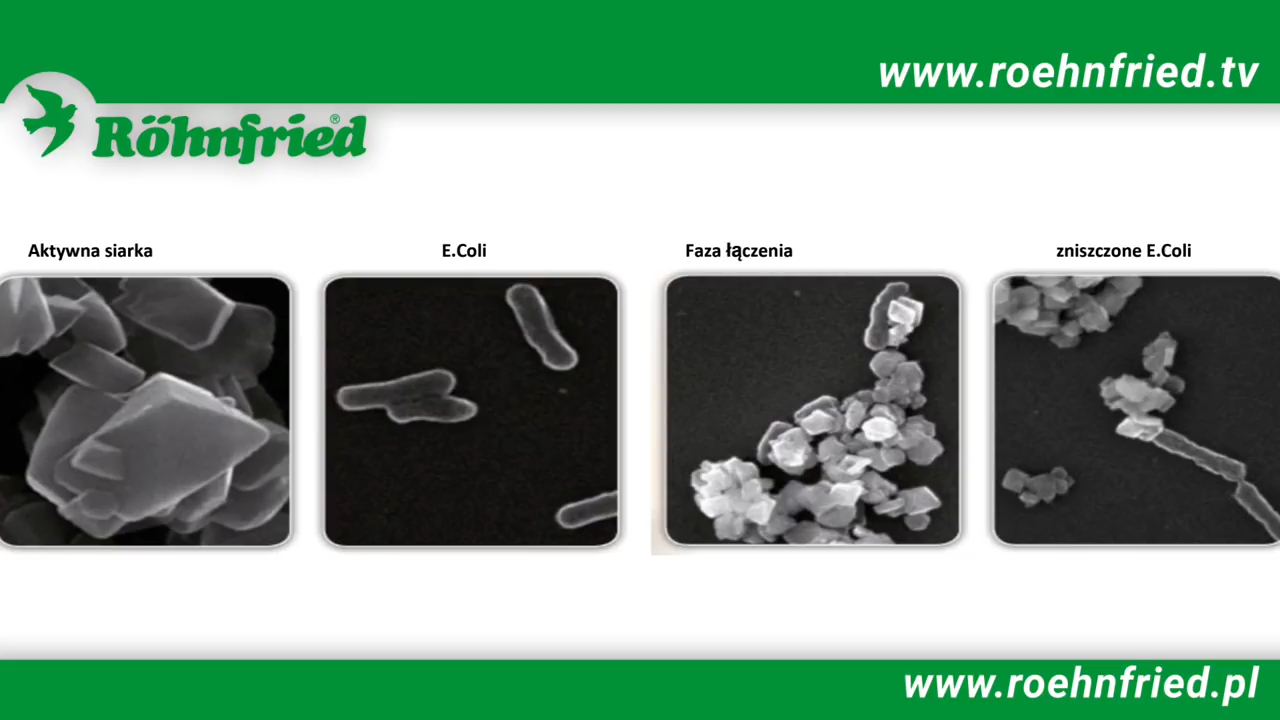 www.roehnfried.tv
Röhnfried®
Aktywna siarka
E.Coli
Faza łączenia
zniszczone E.Coli
www.roehnfried.pl